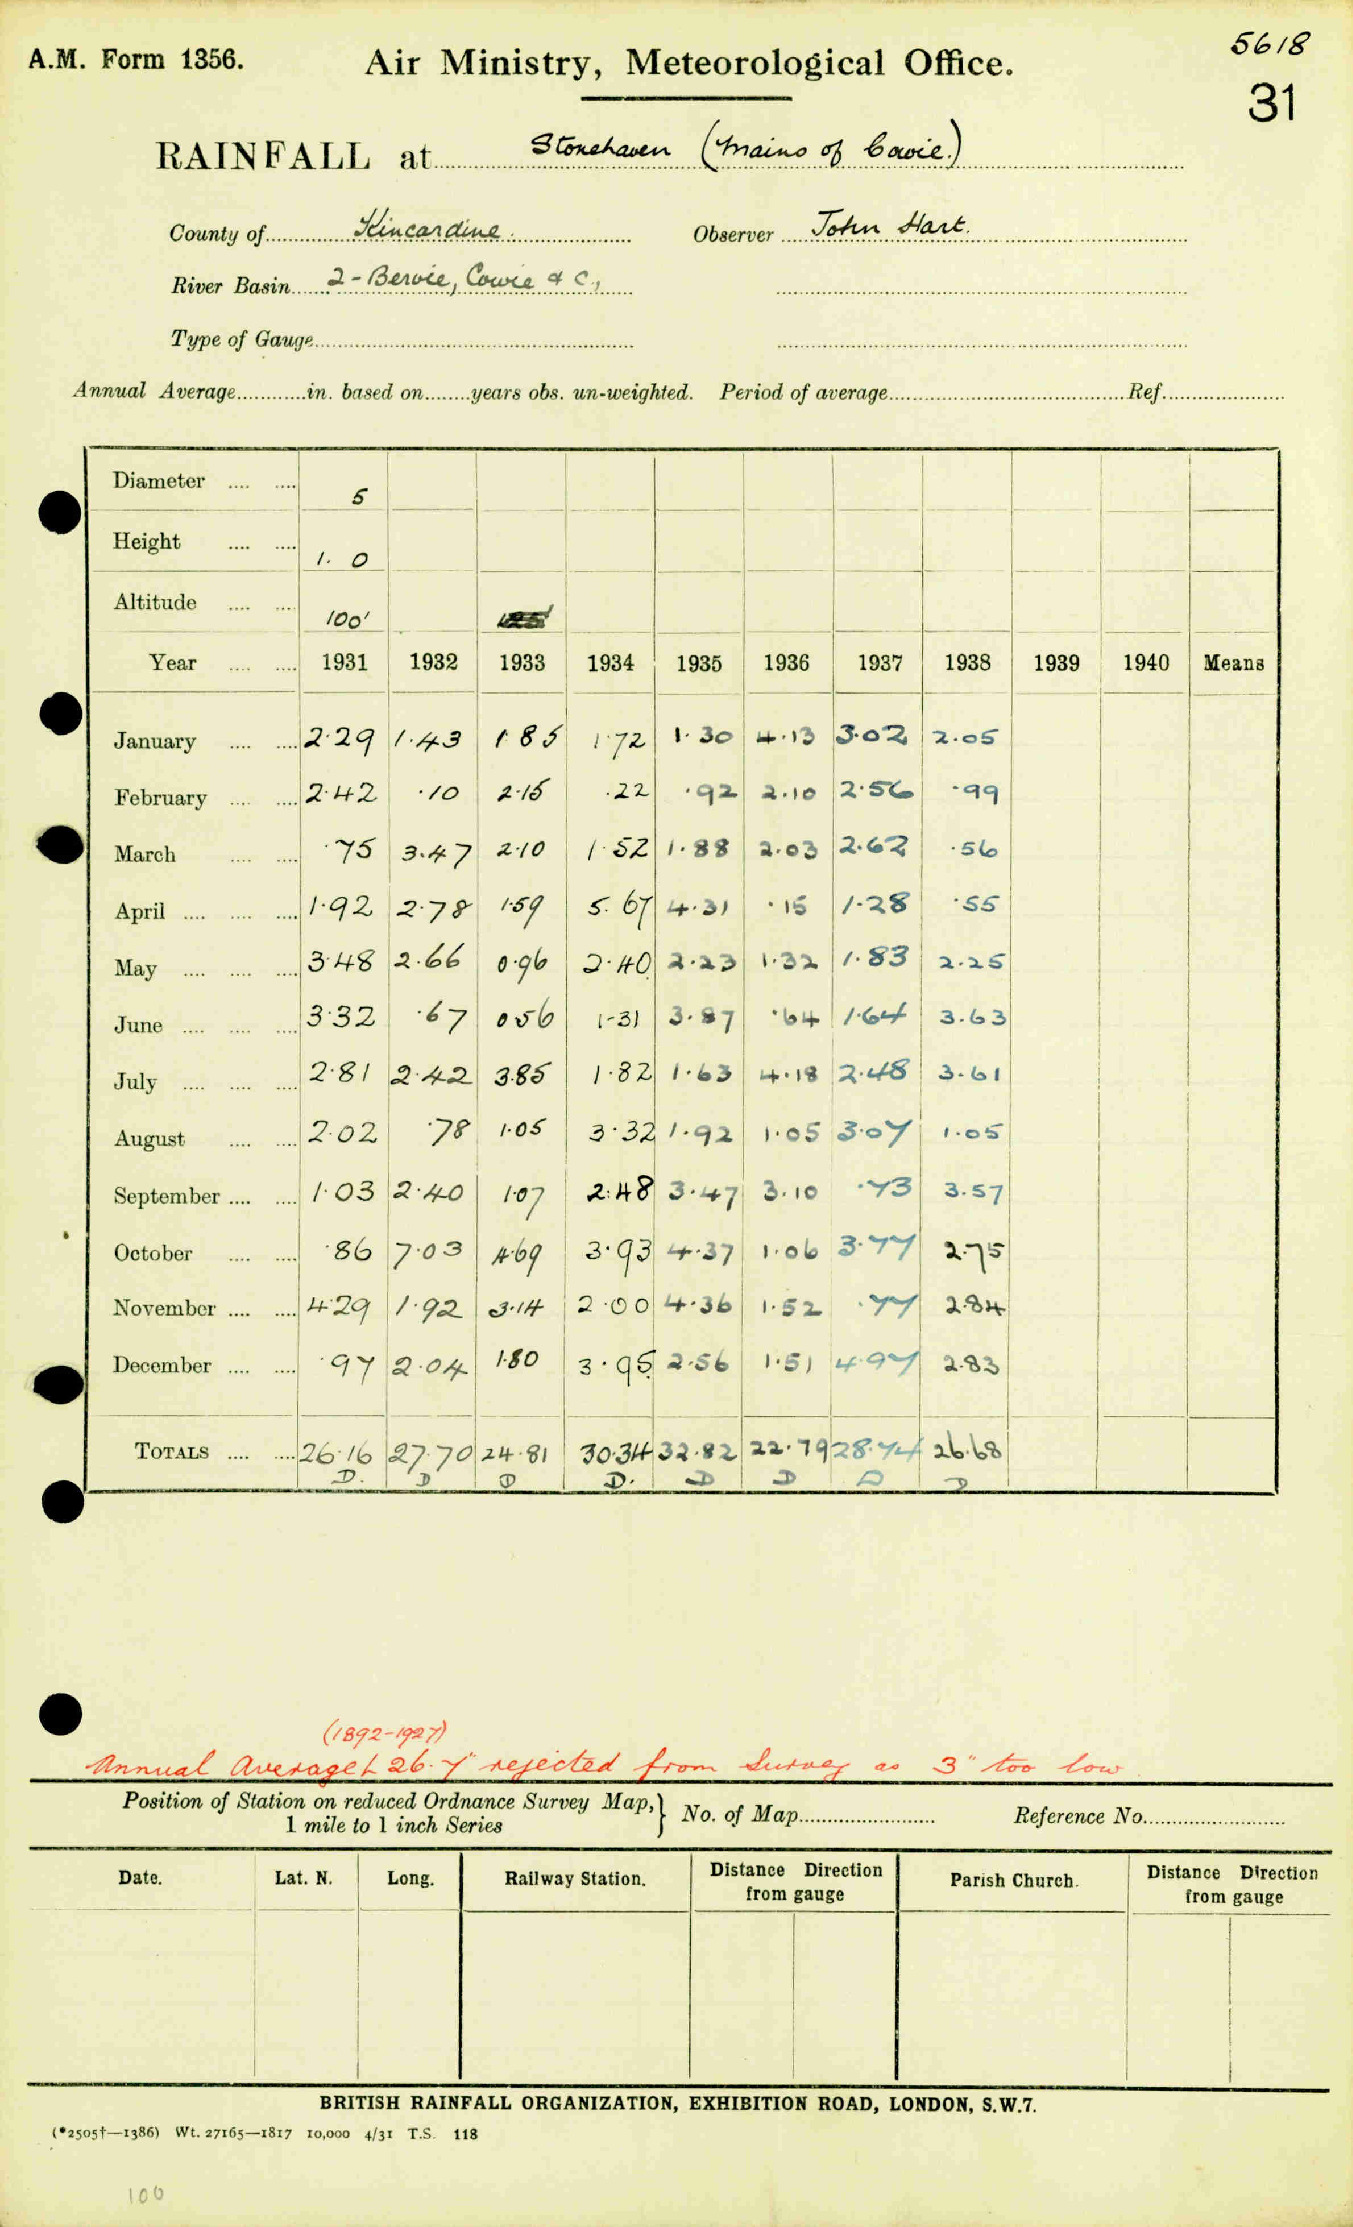 5618
A.M. Form 1356. Air Ministry, Meteorological Office.
31
RAINFALL at Stonehaven (Mains of Cowie.)
County of Kincardine. Observer John Hart.
River Basin 2 - Bervie, Cowie & C.,
Type of Gauge
Annual Average in. based on years obs. un-weighted. Period of average Ref.
Diameter 5
Height 1. 0
Altitude 100'
Year 1931 1932 1933 1934 1935 1936 1937 1938 1939 1940 Means
January 2.29 1.43 1.85 1.72 1.30 4.13 3.02 2.05
February 2.42 .10 2.15 .22 .92 2.10 2.56 .99
March .75 3.47 2.10 1.52 1.88 2.03 2.62 .56
April 1.92 2.78 1.59 5.67 4.31 .15 1.28 .55
May 3.48 2.66 0.96 2.40 2.23 1.32 1.83 2.25
June 3.32 .67 0.56 1.31 3.87 .64 1.64 3.63
July 2.81 2.42 3.85 1.82 1.63 4.18 2.48 3.61
August 2.02 .78 1.05 3.32 1.92 1.05 3.07 1.05
September 1.03 2.40 1.07 2.48 3.47 3.10 .73 3.57
October .86 7.03 4.69 3.93 4.37 1.06 3.77 2.75
November 4.29 1.92 3.14 2.00 4.36 1.52 .77 2.84
December .97 2.04 1.80 3.95 2.56 1.51 4.97 2.83
TOTALS 26.16 27.70 24.81 30.34 32.82 22.79 28.74 26.68
D. D D D. D D D D
(1892-1927)
Annual Average 26.7" rejected from Survey as 3" too low
Position of Station on reduced Ordnance Survey Map, 1 mile to 1 inch Series } No. of Map Reference No.
Date. Lat. N. Long. Railway Station. Distance Direction from gauge Parish Church. Distance Direction from gauge
BRITISH RAINFALL ORGANIZATION, EXHIBITION ROAD, LONDON, S.W.7.
(*2505†—1386) Wt. 27165—1817 10,000 4/31 T.S. 118
100